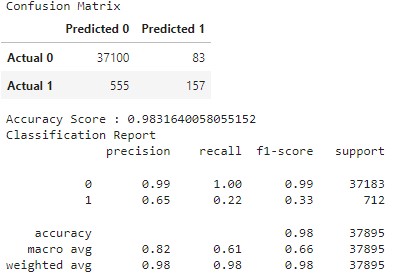 Confusion Matrix
Predicted 0 Predicted 1
Actual 0 37100 83
Actual 1 555 157
Accuracy Score : 0.9831640058055152
Classification Report
precision recall f1-score support
0 0.99 1.00 0.99 37183
1 0.65 0.22 0.33 712
accuracy 0.98 37895
macro avg 0.82 0.61 0.66 37895
weighted avg 0.98 0.98 0.98 37895